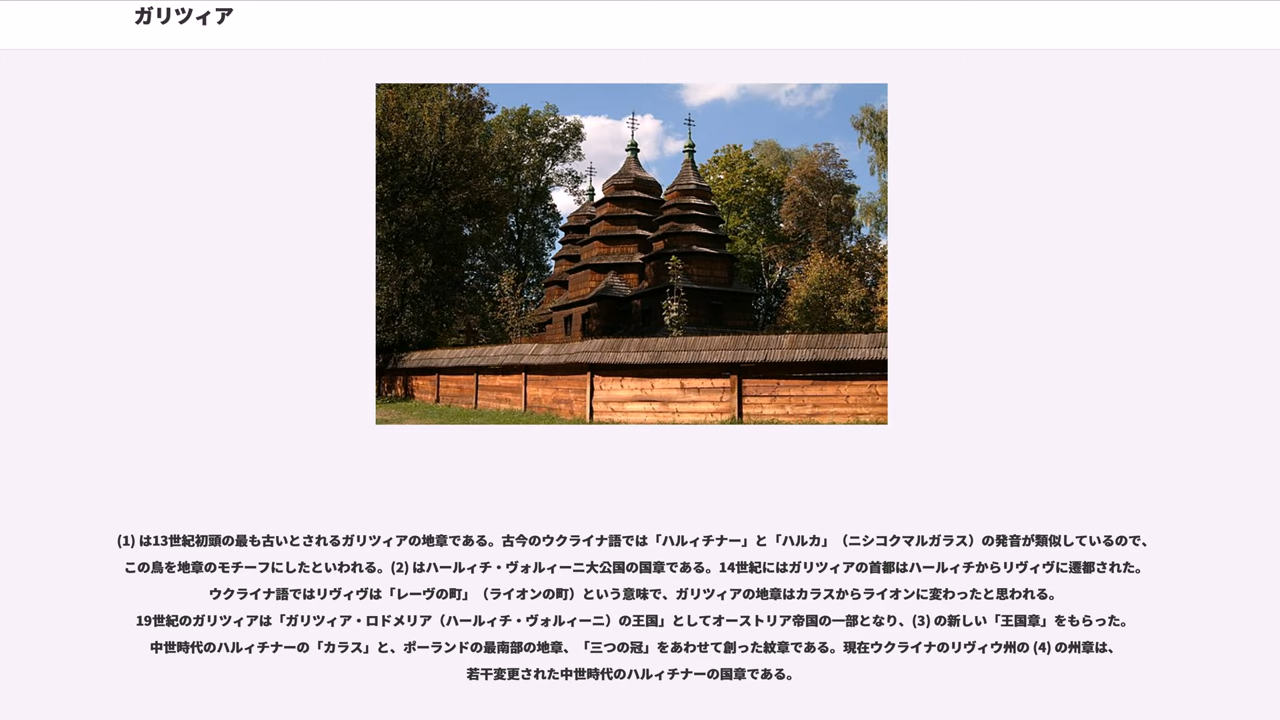 ガリツィア
(1) は13世紀初頭の最も古いとされるガリツィアの地章である。古今のウクライナ語では「ハルィチナー」と「ハルカ」（ニシコクマルガラス）の発音が類似しているので、
この鳥を地章のモチーフにしたといわれる。(2) はハールィチ・ヴォルィーニ大公国の国章である。14世紀にはガリツィアの首都はハールィチからリヴィヴに遷都された。
ウクライナ語ではリヴィヴは「レーヴの町」（ライオンの町）という意味で、ガリツィアの地章はカラスからライオンに変わったと思われる。
19世紀のガリツィアは「ガリツィア・ロドメリア（ハールィチ・ヴォルィーニ）の王国」としてオーストリア帝国の一部となり、(3) の新しい「王国章」をもらった。
中世時代のハルィチナーの「カラス」と、ポーランドの最南部の地章、「三つの冠」をあわせて創った紋章である。現在ウクライナのリヴィウ州の (4) の州章は、
若干変更された中世時代のハルィチナーの国章である。